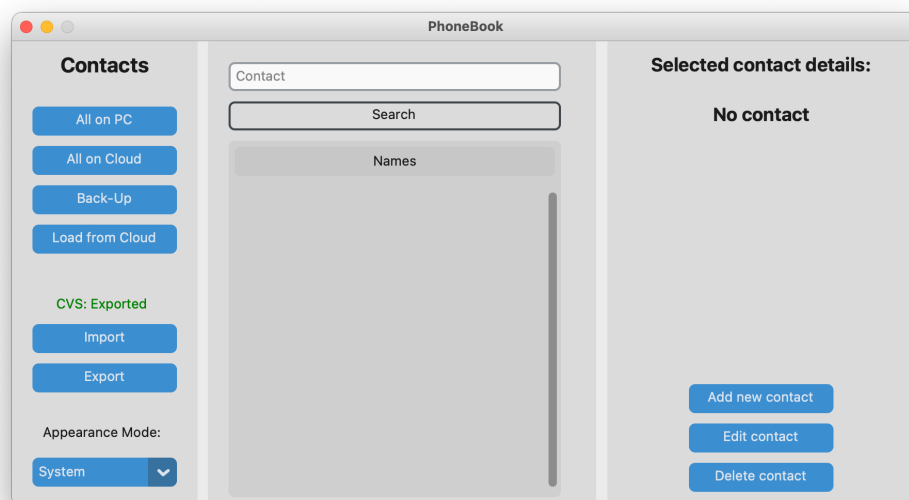 PhoneBook
Contacts
All on PC
All on Cloud
Back-Up
Load from Cloud
CVS: Exported
Import
Export
Appearance Mode:
System
Contact
Search
Names
Selected contact details:
No contact
Add new contact
Edit contact
Delete contact